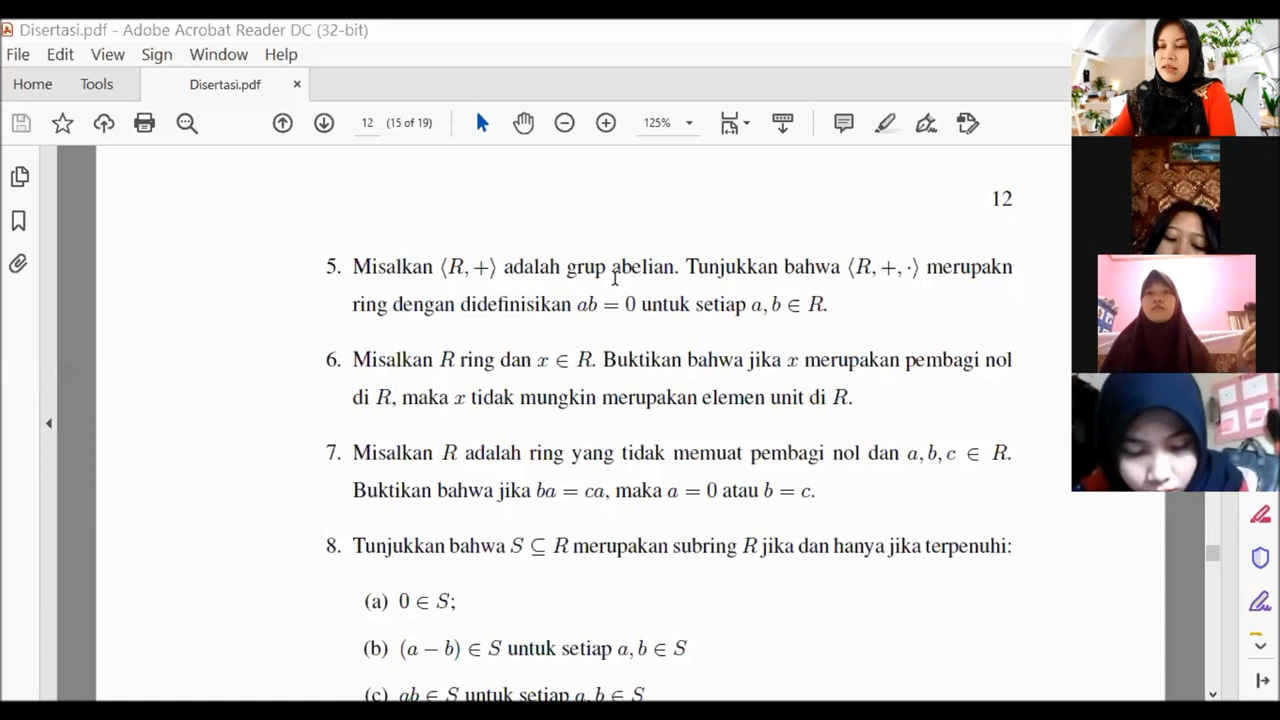 Disertasi.pdf - Adobe Acrobat Reader DC (32-bit)
File Edit View Sign Window Help
Home Tools Disertasi.pdf ×
12 (15 of 19) 125%
12
5. Misalkan ⟨R, +⟩ adalah grup abelian. Tunjukkan bahwa ⟨R, +, ·⟩ merupakn
ring dengan didefinisikan ab = 0 untuk setiap a, b ∈ R.
6. Misalkan R ring dan x ∈ R. Buktikan bahwa jika x merupakan pembagi nol
di R, maka x tidak mungkin merupakan elemen unit di R.
7. Misalkan R adalah ring yang tidak memuat pembagi nol dan a, b, c ∈ R.
Buktikan bahwa jika ba = ca, maka a = 0 atau b = c.
8. Tunjukkan bahwa S ⊆ R merupakan subring R jika dan hanya jika terpenuhi:
(a) 0 ∈ S;
(b) (a − b) ∈ S untuk setiap a, b ∈ S
(c) ab ∈ S untuk setiap a, b ∈ S